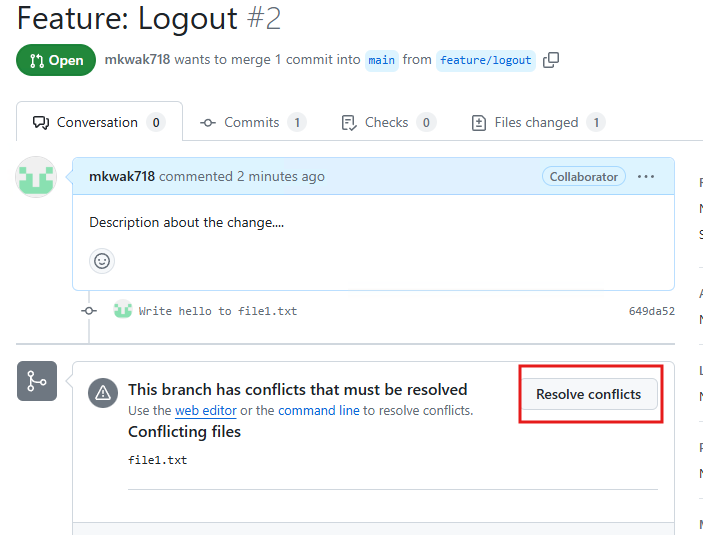 Feature: Logout #2
Open mkwak718 wants to merge 1 commit into main from feature/logout
Conversation 0 Commits 1 Checks 0 Files changed 1
mkwak718 commented 2 minutes ago Collaborator
Description about the change....
Write hello to file1.txt 649da52
This branch has conflicts that must be resolved
Resolve conflicts
Use the web editor or the command line to resolve conflicts.
Conflicting files
file1.txt